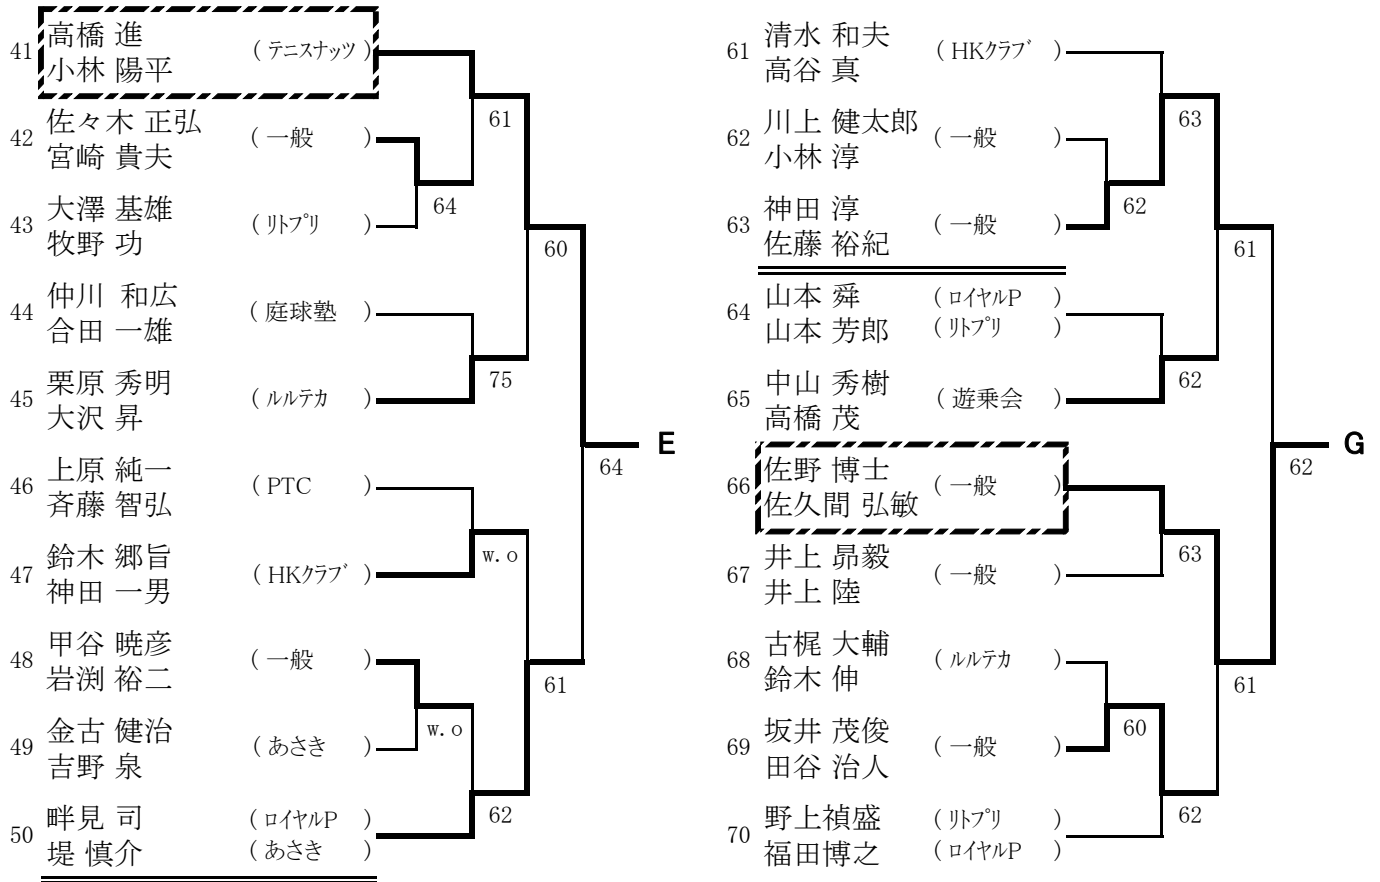 41 高橋 進 ( テニスナッツ )
小林 陽平
61
42 佐々木 正弘 ( 一般 )
宮崎 貴夫
64
43 大澤 基雄 ( リトプリ )
牧野 功
60
44 仲川 和広 ( 庭球塾 )
合田 一雄
75
45 栗原 秀明 ( ルルテカ )
大沢 昇
64 E
46 上原 純一 ( PTC )
斉藤 智弘
w.o
47 鈴木 郷旨 ( HKクラブ )
神田 一男
48 甲谷 暁彦 ( 一般 )
岩渕 裕二
61
w.o
49 金古 健治 ( あさき )
吉野 泉
62
50 畔見 司 ( ロイヤルP )
堤 慎介 ( あさき )
61 清水 和夫 ( HKクラブ )
高谷 真
63
62 川上 健太郎 ( 一般 )
小林 淳
62
63 神田 淳 ( 一般 )
佐藤 裕紀
61
64 山本 舜 ( ロイヤルP )
山本 芳郎 ( リトプリ )
62
65 中山 秀樹 ( 遊乗会 )
高橋 茂
62 G
66 佐野 博士 ( 一般 )
佐久間 弘敏
63
67 井上 昴毅 ( 一般 )
井上 陸
68 古梶 大輔 ( ルルテカ )
鈴木 伸
61
60
69 坂井 茂俊 ( 一般 )
田谷 治人
62
70 野上禎盛 ( リトプリ )
福田博之 ( ロイヤルP )